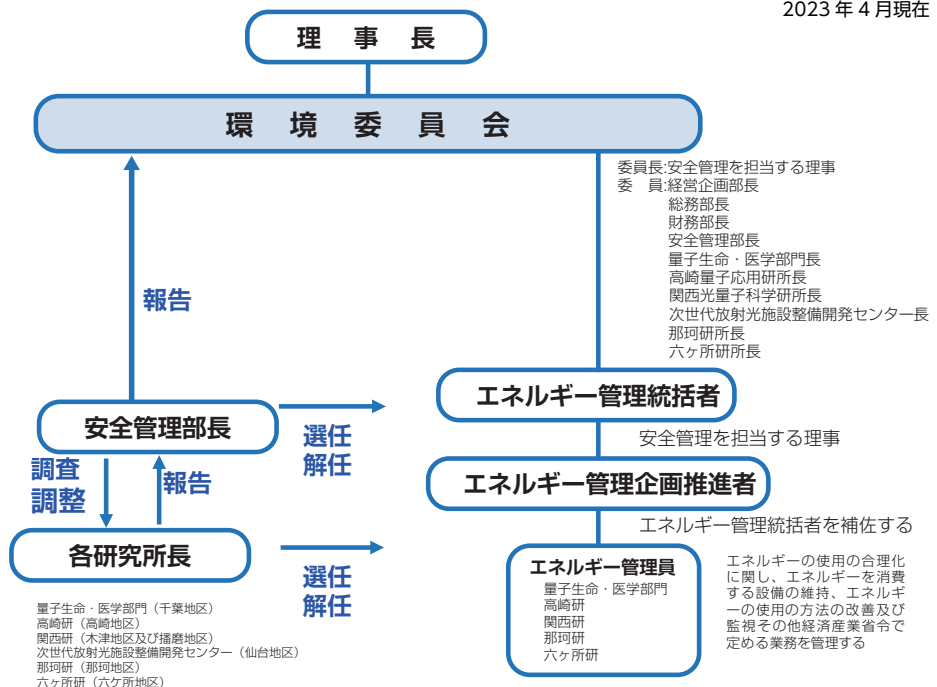 2023 年 4 月現在
理 事 長
環 境 委 員 会
委員長:安全管理を担当する理事
委 員:経営企画部長
総務部長
財務部長
安全管理部長
量子生命・医学部門長
高崎量子応用研所長
関西光量子科学研究所長
次世代放射光施設整備開発センター長
那珂研所長
六ヶ所研所長
報告
エネルギー管理統括者
安全管理部長
選任
解任
安全管理を担当する理事
調査
調整
報告
エネルギー管理企画推進者
エネルギー管理統括者を補佐する
各研究所長
選任
解任
エネルギー管理員
量子生命・医学部門
高崎研
関西研
那珂研
六ヶ所研
エネルギーの使用の合理化
に関し、エネルギーを消費
する設備の維持、エネルギ
ーの使用の方法の改善及び
監視その他経済産業省令で
定める業務を管理する
量子生命・医学部門（千葉地区）
高崎研（高崎地区）
関西研（木津地区及び播磨地区）
次世代放射光施設整備開発センター（仙台地区）
那珂研（那珂地区）
六ヶ所研（六ケ所地区）